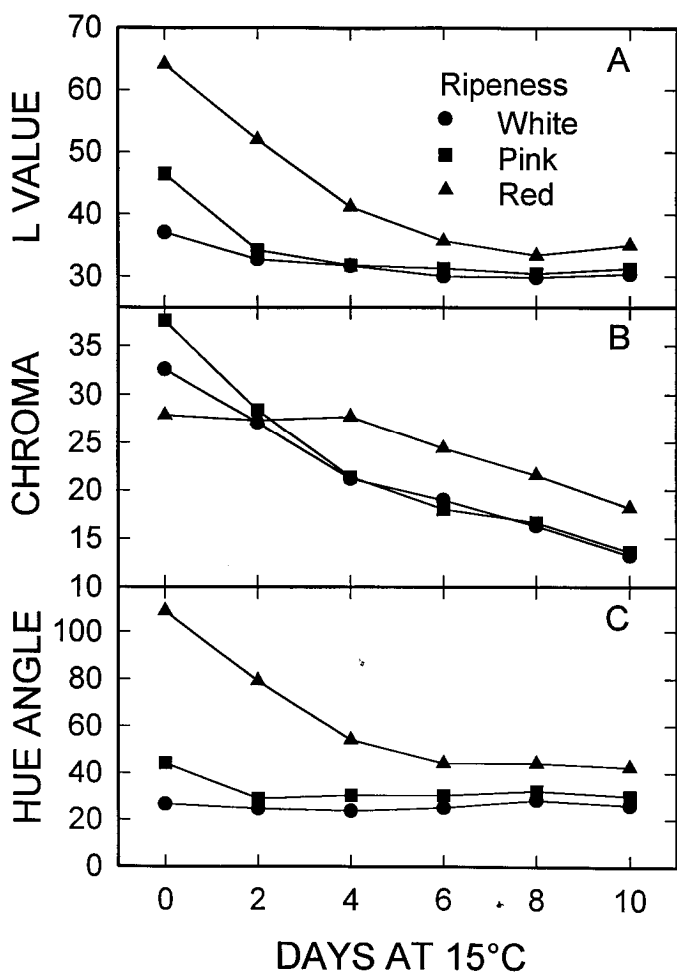 70
60
50
40
30
L VALUE
A
Ripeness
White
Pink
Red
35
30
25
20
15
10
CHROMA
B
100
80
60
40
20
0
HUE ANGLE
C
0 2 4 6 8 10
DAYS AT 15°C